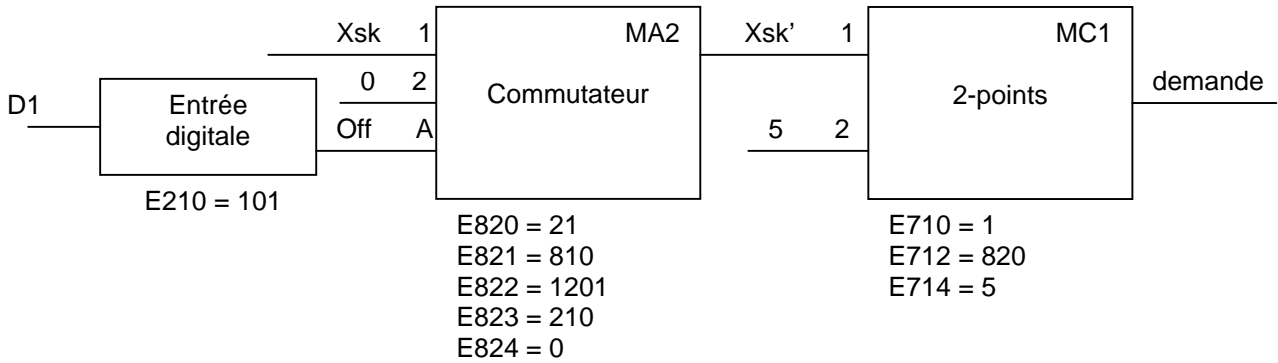 Xsk 1 MA2 Xsk' 1 MC1
0 2 Commutateur 2-points demande
D1 Entrée
digitale
Off A 5 2
E210 = 101
E820 = 21
E821 = 810
E822 = 1201
E823 = 210
E824 = 0
E710 = 1
E712 = 820
E714 = 5